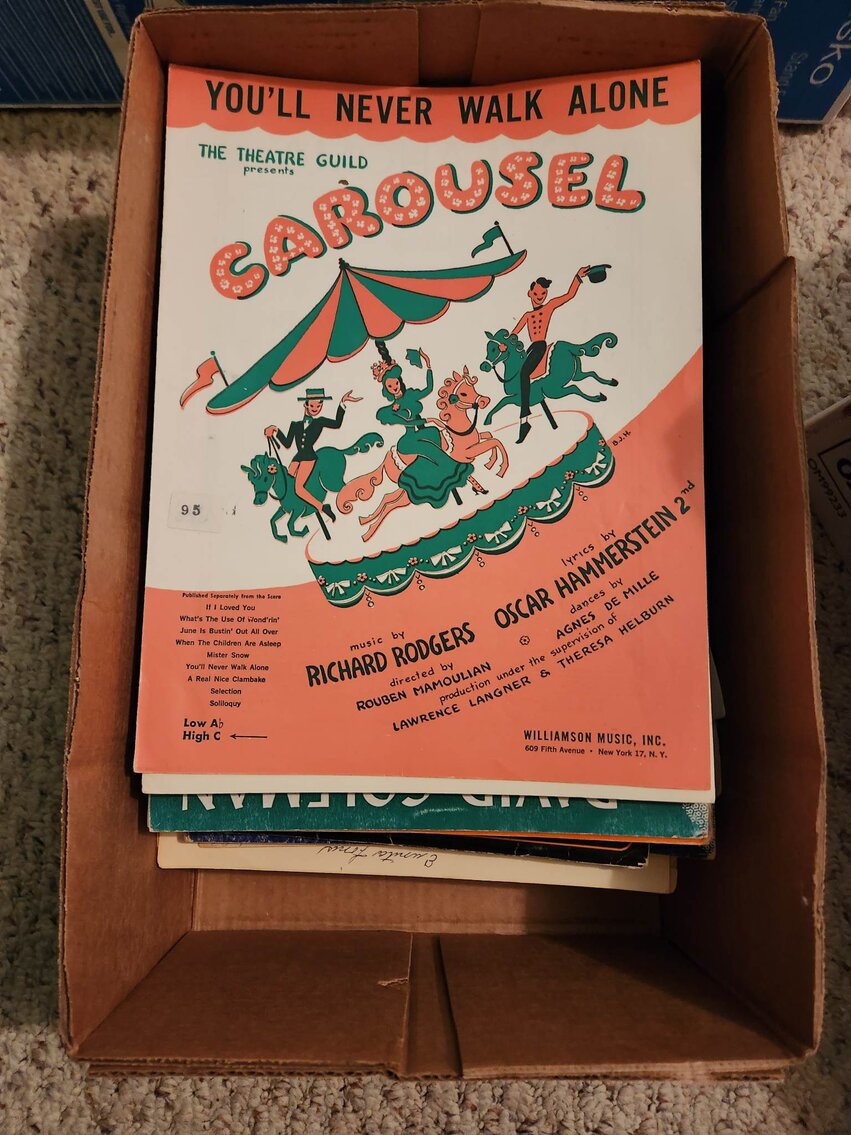 YOU'LL NEVER WALK ALONE
THE THEATRE GUILD
presents
CAROUSEL
B.J.H.
95
Published Separately from the Score
If I Loved You
What's The Use Of Wond'rin'
June Is Bustin' Out All Over
When The Children Are Asleep
Mister Snow
You'll Never Walk Alone
A Real Nice Clambake
Selection
Soliloquy
Low A♭
High C ←
music by
RICHARD RODGERS
lyrics by
OSCAR HAMMERSTEIN 2nd
directed by
ROUBEN MAMOULIAN
dances by
AGNES DE MILLE
production under the supervision of
LAWRENCE LANGNER & THERESA HELBURN
WILLIAMSON MUSIC, INC.
609 Fifth Avenue • New York 17, N. Y.
DAVID COLEMAN
sko
Fan